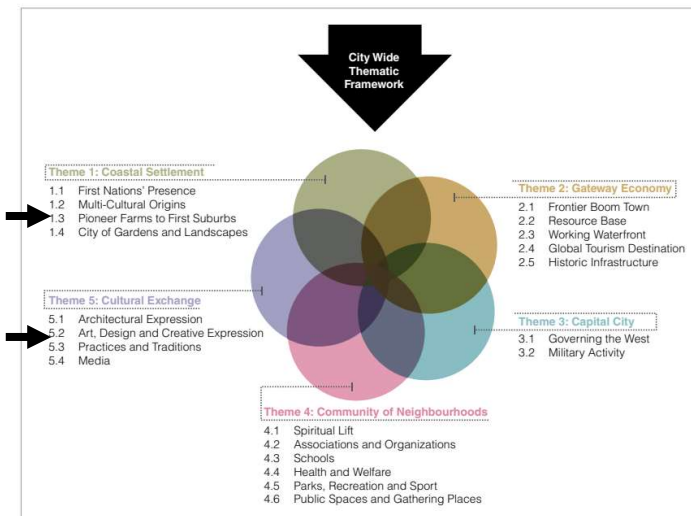 City Wide
Thematic
Framework
Theme 1: Coastal Settlement
1.1 First Nations' Presence
1.2 Multi-Cultural Origins
1.3 Pioneer Farms to First Suburbs
1.4 City of Gardens and Landscapes
Theme 2: Gateway Economy
2.1 Frontier Boom Town
2.2 Resource Base
2.3 Working Waterfront
2.4 Global Tourism Destination
2.5 Historic Infrastructure
Theme 5: Cultural Exchange
5.1 Architectural Expression
5.2 Art, Design and Creative Expression
5.3 Practices and Traditions
5.4 Media
Theme 3: Capital City
3.1 Governing the West
3.2 Military Activity
Theme 4: Community of Neighbourhoods
4.1 Spiritual Lift
4.2 Associations and Organizations
4.3 Schools
4.4 Health and Welfare
4.5 Parks, Recreation and Sport
4.6 Public Spaces and Gathering Places